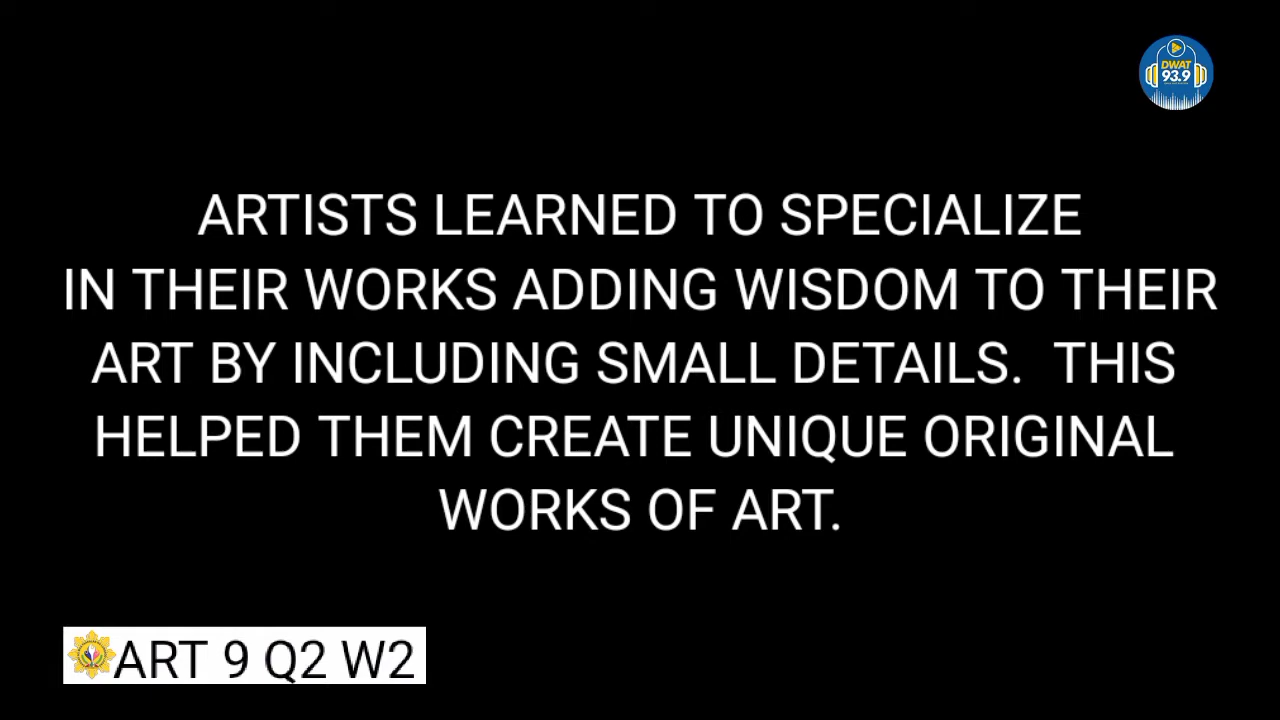 DWAT
93.9
ARTISTS LEARNED TO SPECIALIZE
IN THEIR WORKS ADDING WISDOM TO THEIR
ART BY INCLUDING SMALL DETAILS. THIS
HELPED THEM CREATE UNIQUE ORIGINAL
WORKS OF ART.
ART 9 Q2 W2